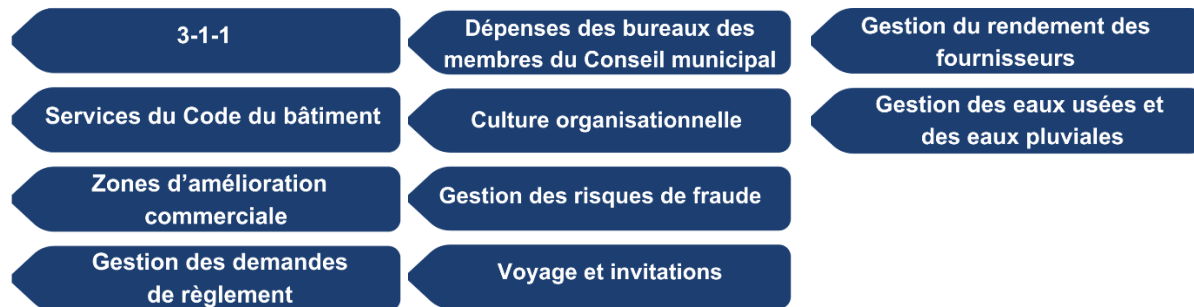 3-1-1
Services du Code du bâtiment
Zones d'amélioration
commerciale
Gestion des demandes
de règlement
Dépenses des bureaux des
membres du Conseil municipal
Culture organisationnelle
Gestion des risques de fraude
Voyage et invitations
Gestion du rendement des
fournisseurs
Gestion des eaux usées et
des eaux pluviales